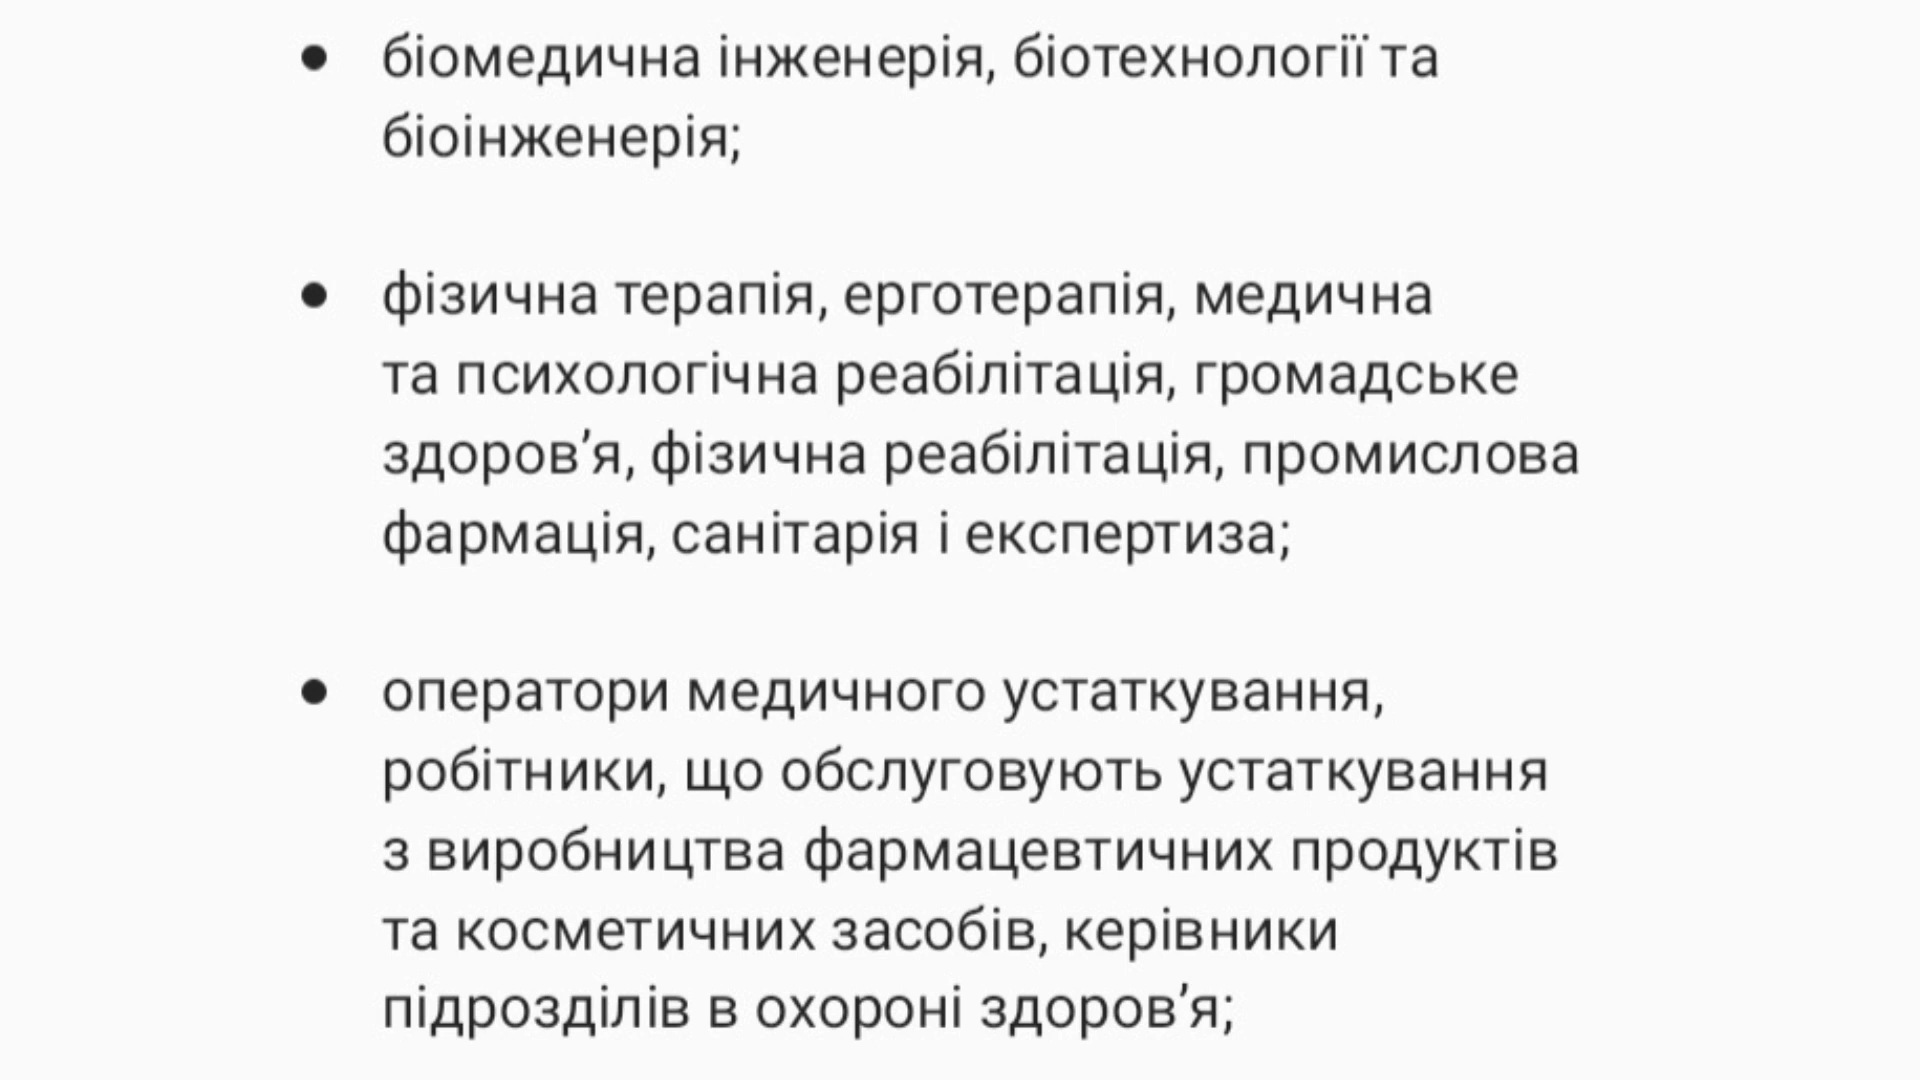 ● біомедична інженерія, біотехнології та
біоінженерія;
● фізична терапія, ерготерапія, медична
та психологічна реабілітація, громадське
здоров’я, фізична реабілітація, промислова
фармація, санітарія і експертиза;
● оператори медичного устаткування,
робітники, що обслуговують устаткування
з виробництва фармацевтичних продуктів
та косметичних засобів, керівники
підрозділів в охороні здоров’я;